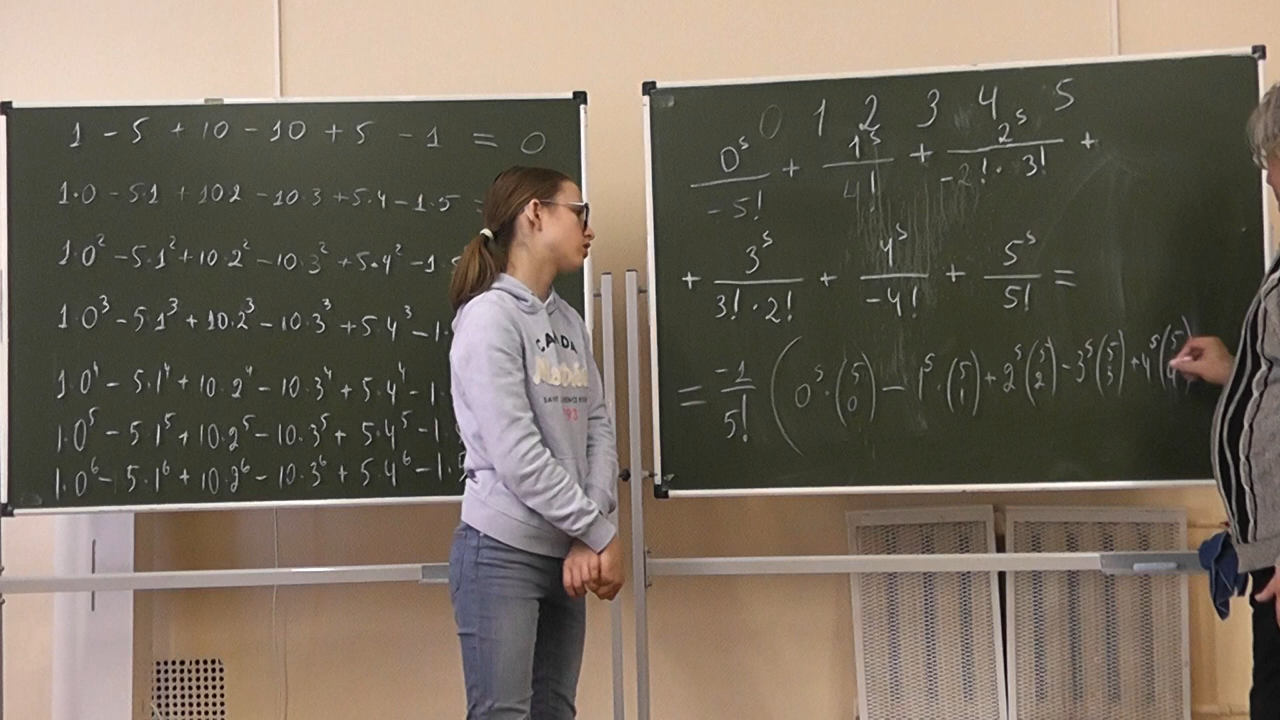 1 - 5 + 10 - 10 + 5 - 1 = 0
1·0 - 5·1 + 10·2 - 10·3 + 5·4 - 1·5 =
1·0² - 5·1² + 10·2² - 10·3² + 5·4² - 1·5
1·0³ - 5·1³ + 10·2³ - 10·3³ + 5·4³ - 1·
1·0⁴ - 5·1⁴ + 10·2⁴ - 10·3⁴ + 5·4⁴ - 1·
1·0⁵ - 5·1⁵ + 10·2⁵ - 10·3⁵ + 5·4⁵ - 1·
1·0⁶ - 5·1⁶ + 10·2⁶ - 10·3⁶ + 5·4⁶ - 1·5
CANADA
0 1 2 3 4 5
0⁵/-5! + 1⁵/4! + 2⁵/-2!·3! +
+ 3⁵/3!·2! + 4⁵/-4! + 5⁵/5! =
= -1/5! (0⁵·(5 0) - 1⁵·(5 1) + 2⁵(5 2) - 3⁵(5 3) + 4⁵(5